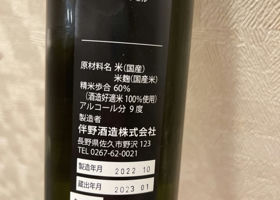 原材料名 米(国産)
米麹(国産米)
精米歩合 60%
(酒造好適米100%使用)
アルコール分 9度
製造者
伴野酒造株式会社
長野県佐久市野沢 123
TEL 0267-62-0021
製造年月 2022.10
蔵出年月 2023 01